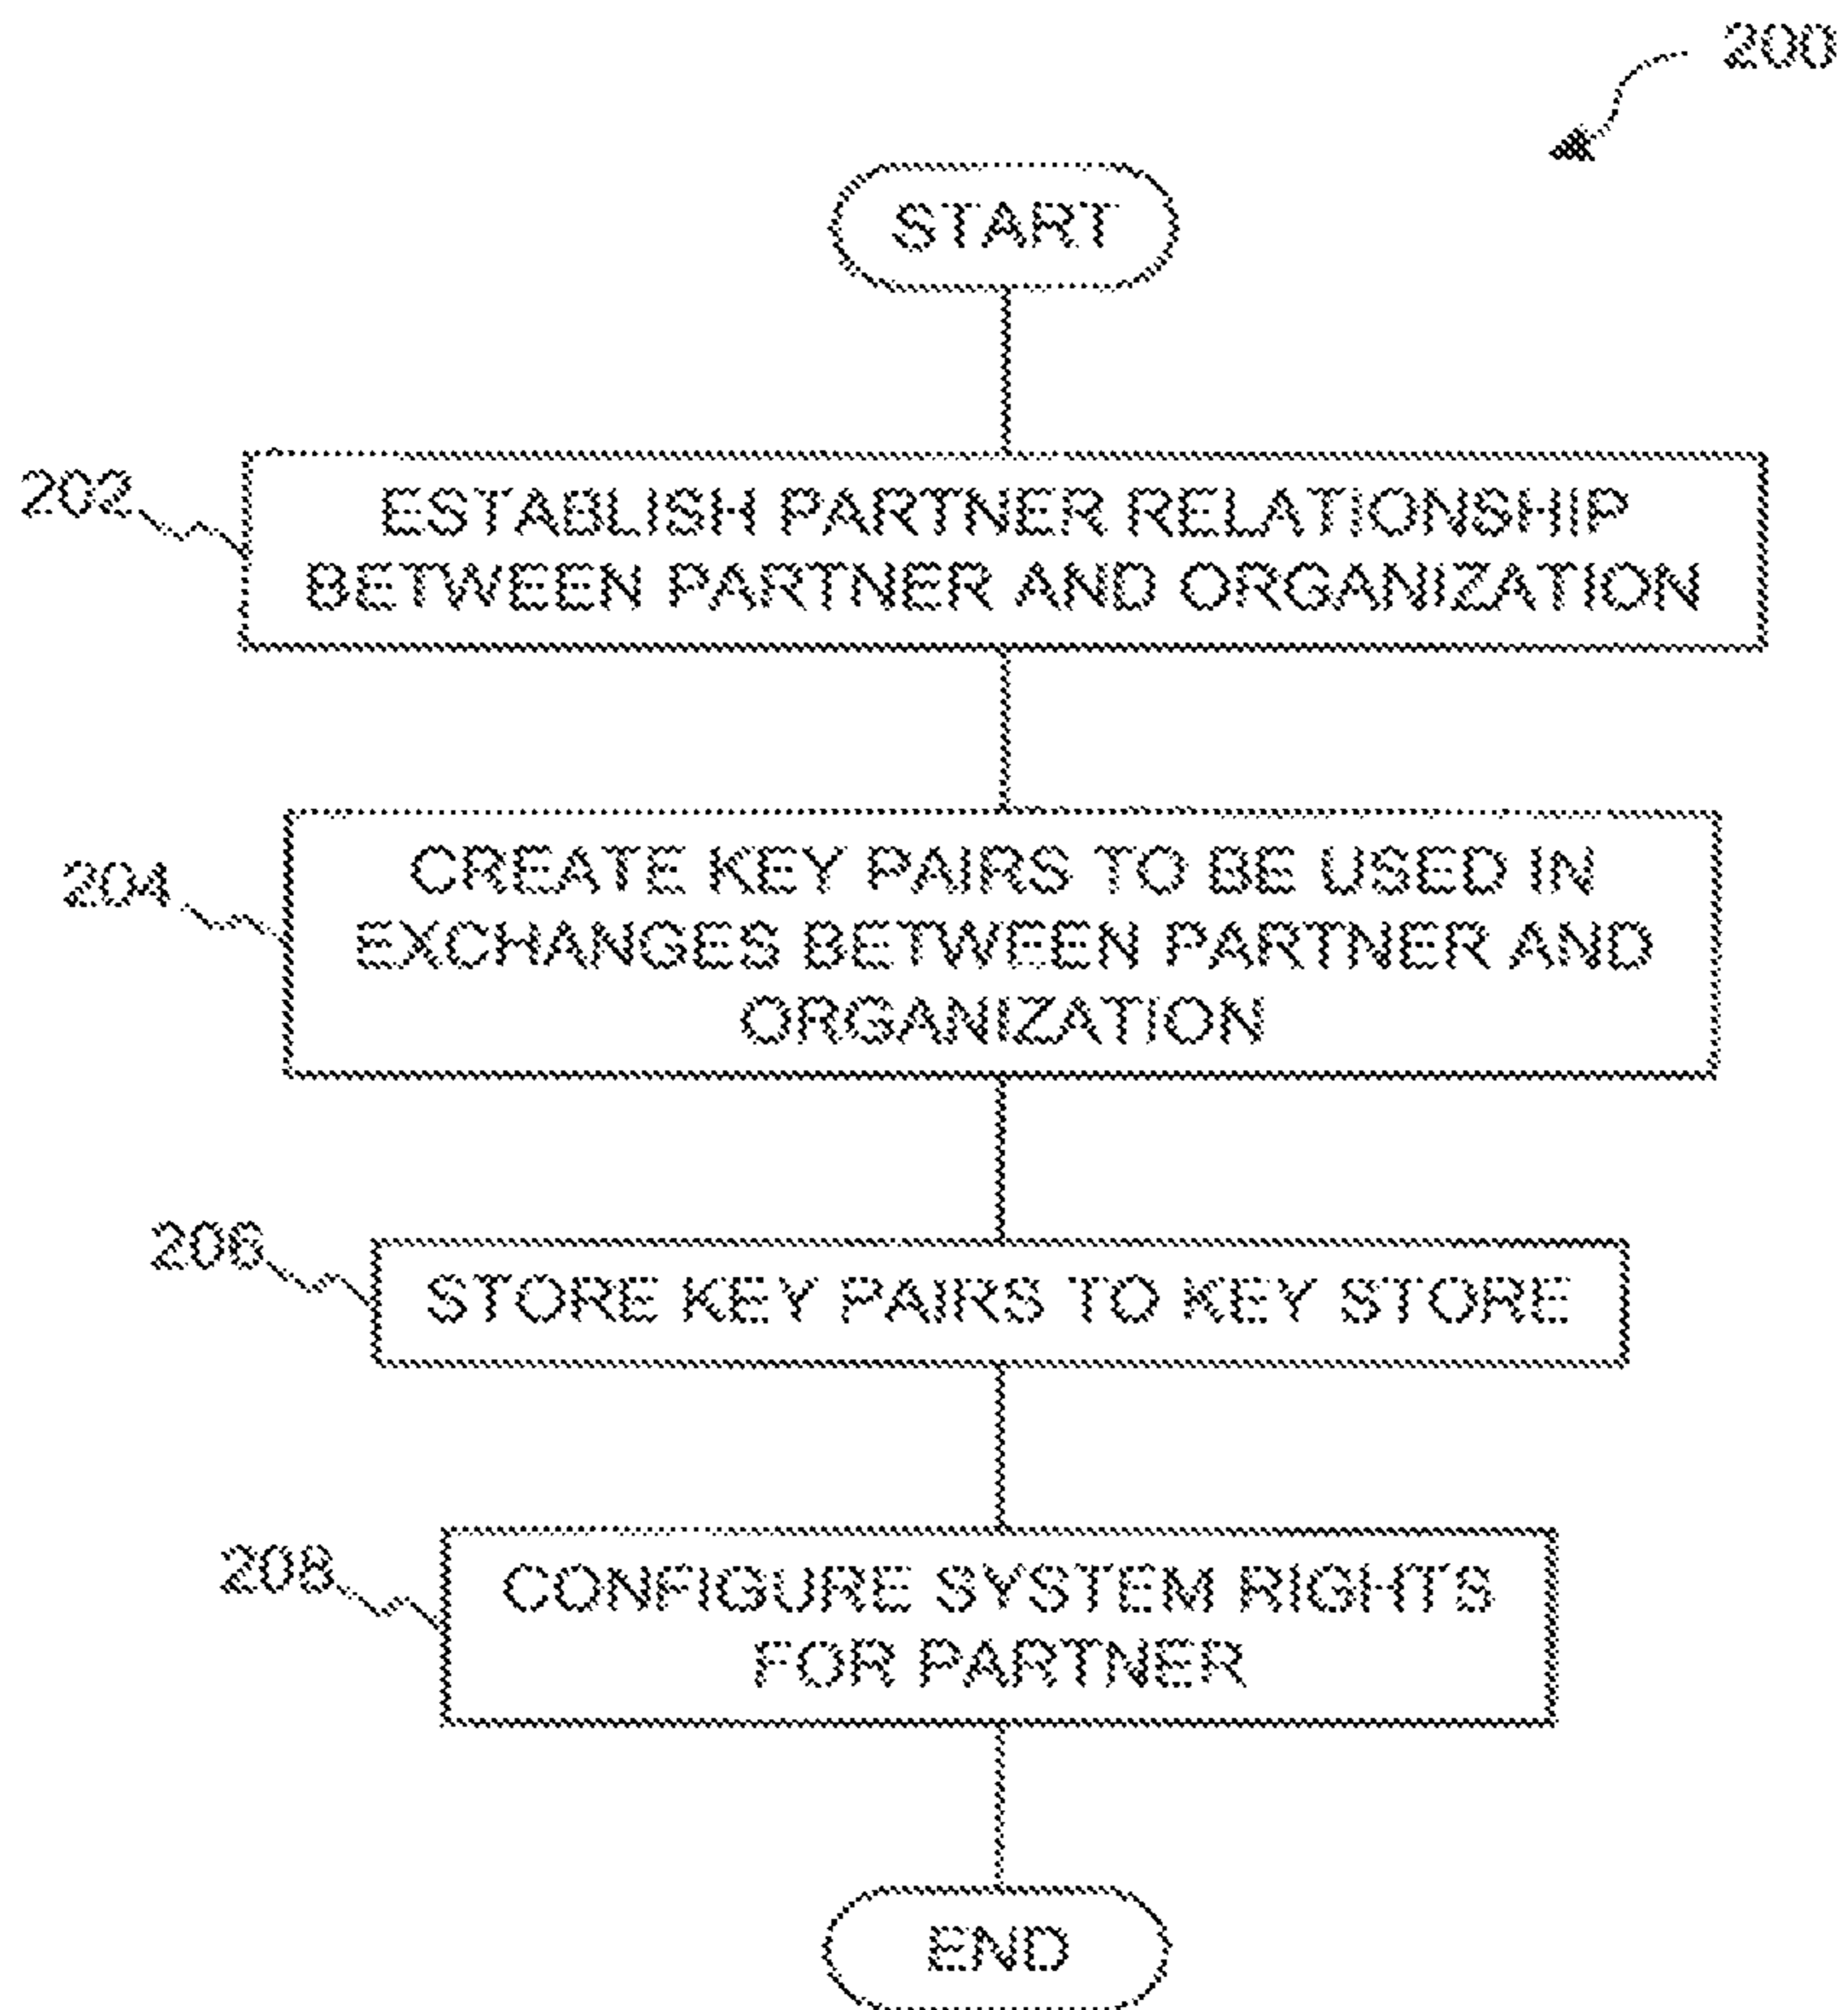 200
START
202
ESTABLISH PARTNER RELATIONSHIP
BETWEEN PARTNER AND ORGANIZATION
204
CREATE KEY PAIRS TO BE USED IN
EXCHANGES BETWEEN PARTNER AND
ORGANIZATION
206
STORE KEY PAIRS TO KEY STORE
208
CONFIGURE SYSTEM RIGHTS
FOR PARTNER
END